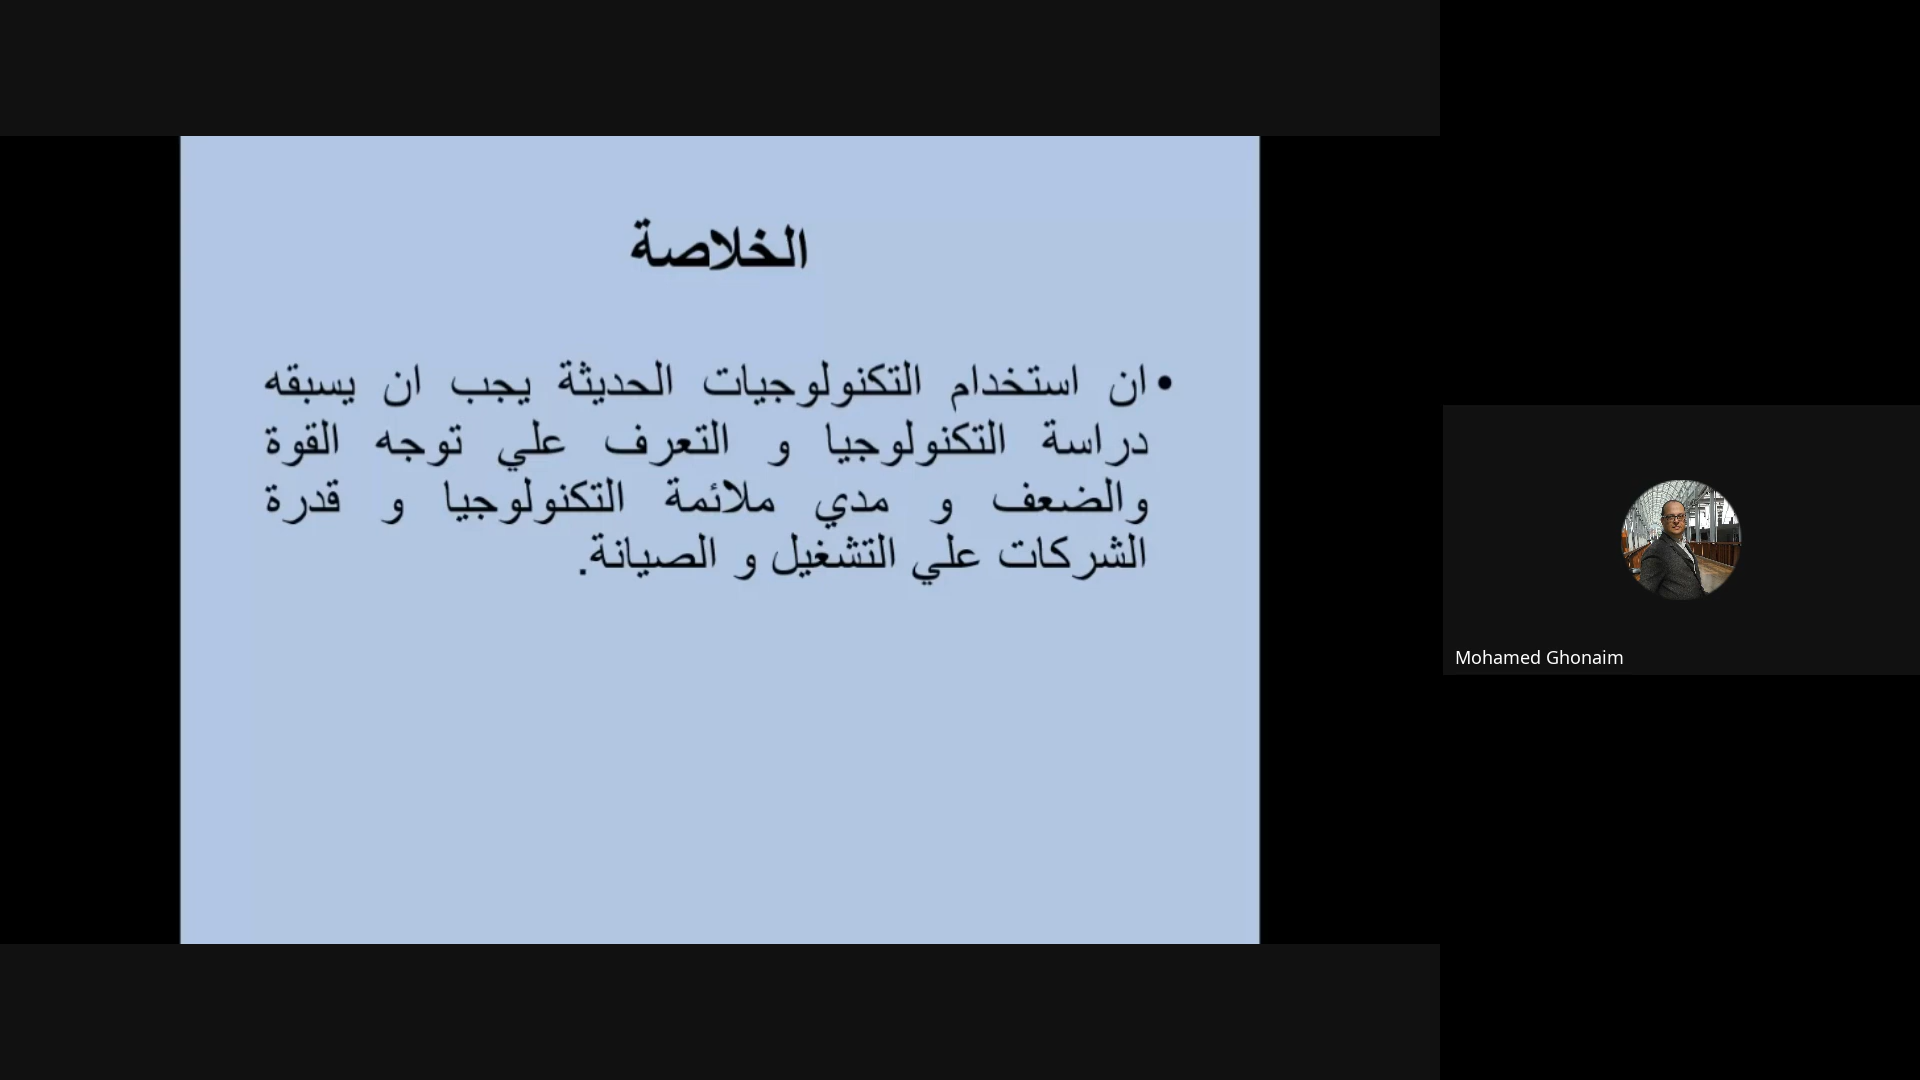 الخلاصة
•ان استخدام التكنولوجيات الحديثة يجب ان يسبقه
دراسة التكنولوجيا و التعرف علي توجه القوة
والضعف و مدي ملائمة التكنولوجيا و قدرة
الشركات علي التشغيل و الصيانة.
Mohamed Ghonaim